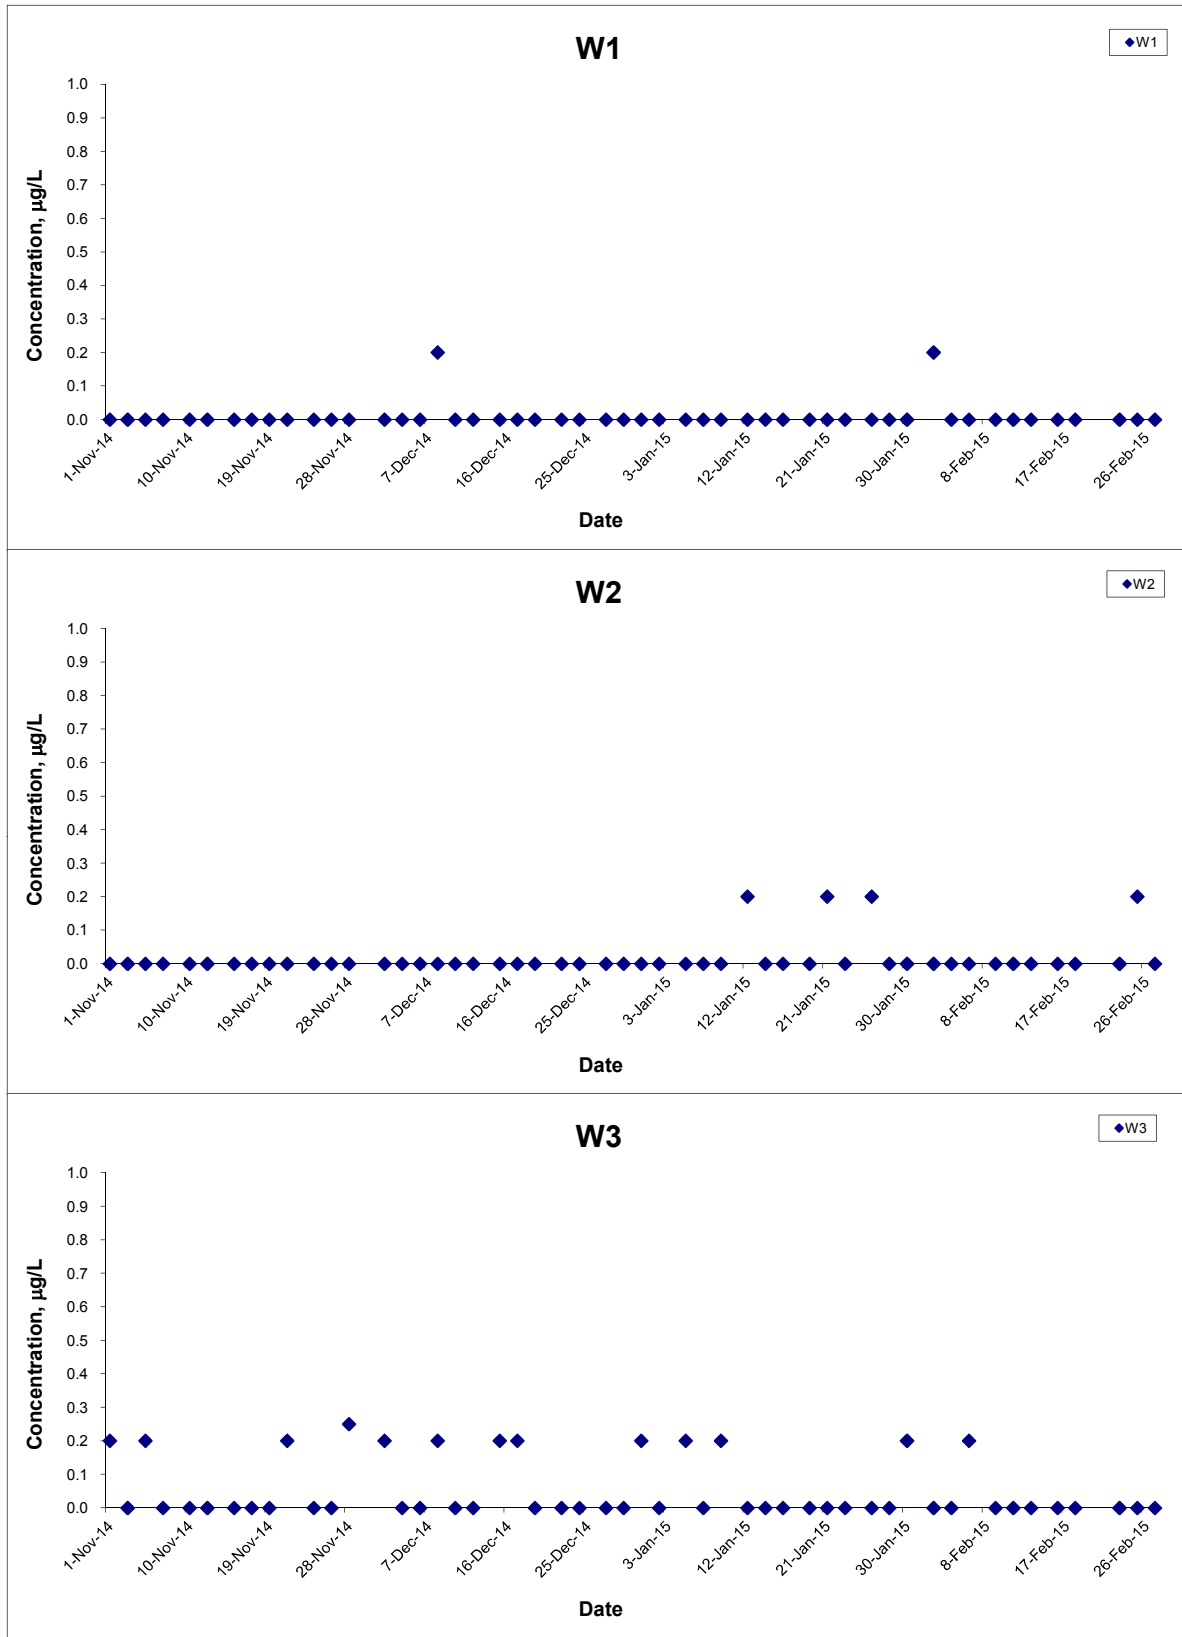 W1
W1
1.0
0.9
0.8
0.7
0.6
0.5
0.4
0.3
0.2
0.1
0.0
Concentration, µg/L
1-Nov-14
10-Nov-14
19-Nov-14
28-Nov-14
7-Dec-14
16-Dec-14
25-Dec-14
3-Jan-15
12-Jan-15
21-Jan-15
30-Jan-15
8-Feb-15
17-Feb-15
26-Feb-15
Date
W2
W2
1.0
0.9
0.8
0.7
0.6
0.5
0.4
0.3
0.2
0.1
0.0
Concentration, µg/L
1-Nov-14
10-Nov-14
19-Nov-14
28-Nov-14
7-Dec-14
16-Dec-14
25-Dec-14
3-Jan-15
12-Jan-15
21-Jan-15
30-Jan-15
8-Feb-15
17-Feb-15
26-Feb-15
Date
W3
W3
1.0
0.9
0.8
0.7
0.6
0.5
0.4
0.3
0.2
0.1
0.0
Concentration, µg/L
1-Nov-14
10-Nov-14
19-Nov-14
28-Nov-14
7-Dec-14
16-Dec-14
25-Dec-14
3-Jan-15
12-Jan-15
21-Jan-15
30-Jan-15
8-Feb-15
17-Feb-15
26-Feb-15
Date